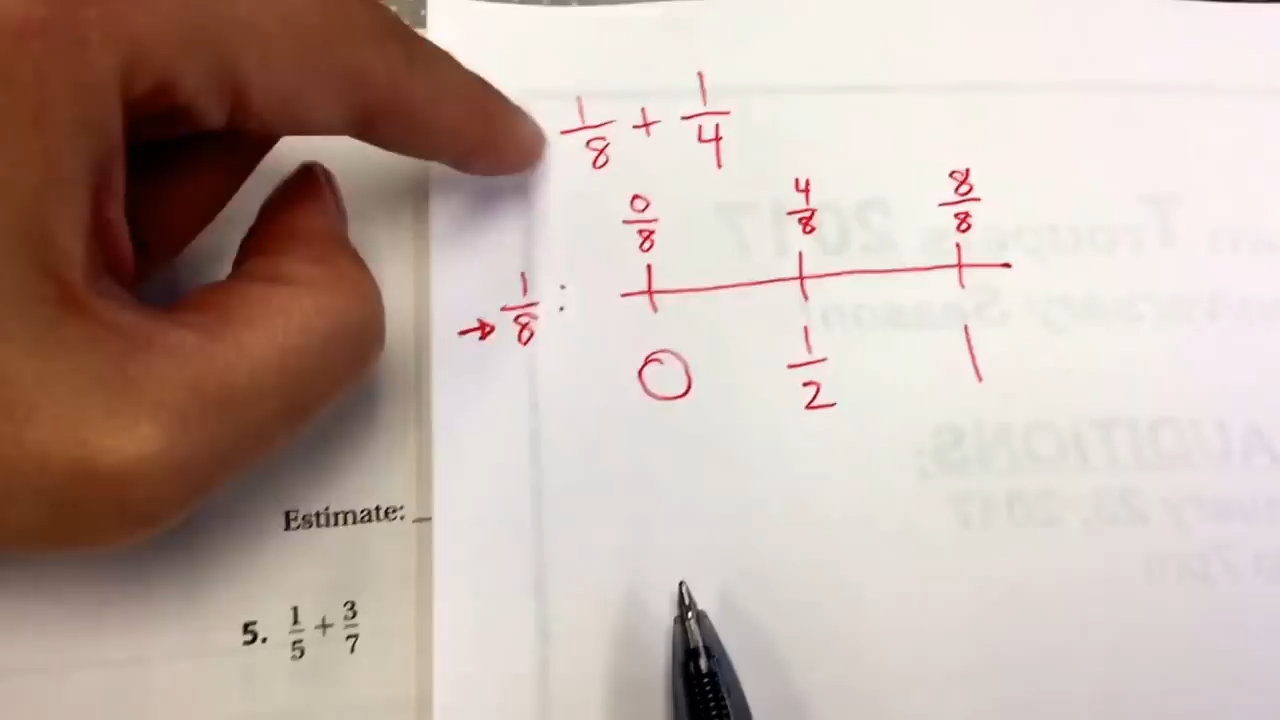 1/8 + 1/4
0/8 4/8 8/8
→ 1/8 :
0 1/2 1
Estimate:
5. 1/5 + 3/7